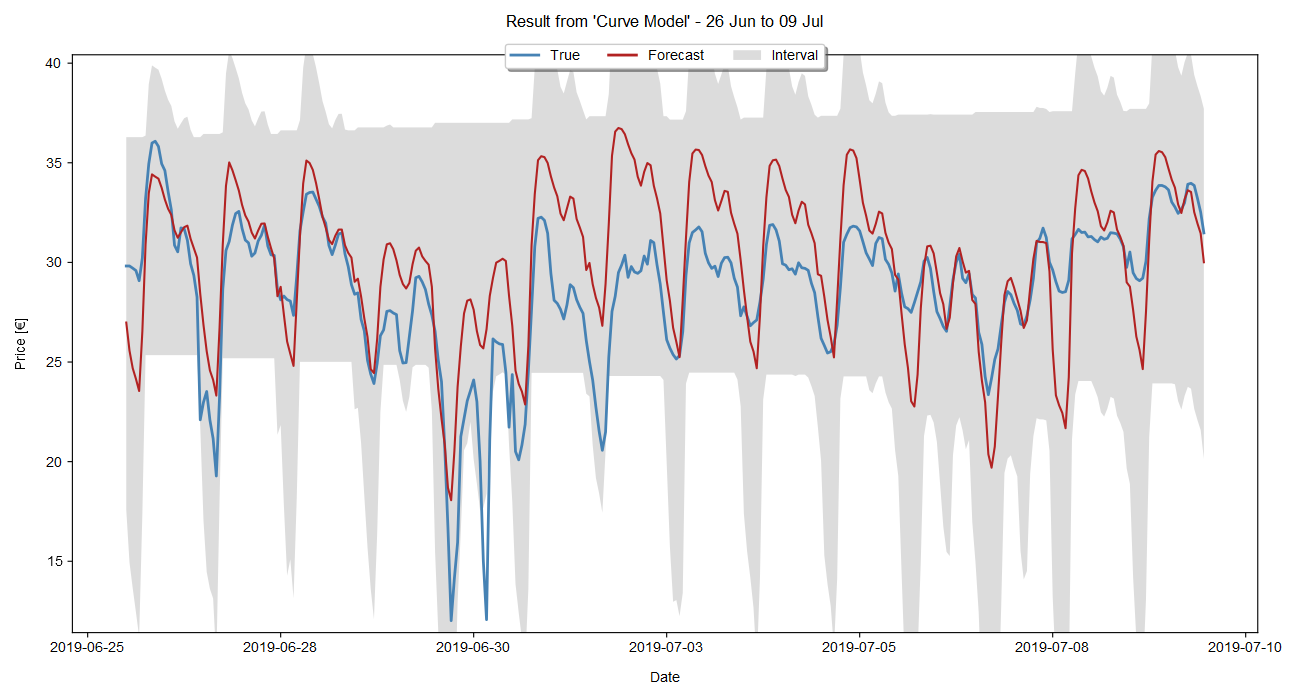 Result from 'Curve Model' - 26 Jun to 09 Jul
True Forecast Interval
40
35
30
25
20
15
Price [€]
2019-06-25 2019-06-28 2019-06-30 2019-07-03 2019-07-05 2019-07-08 2019-07-10
Date